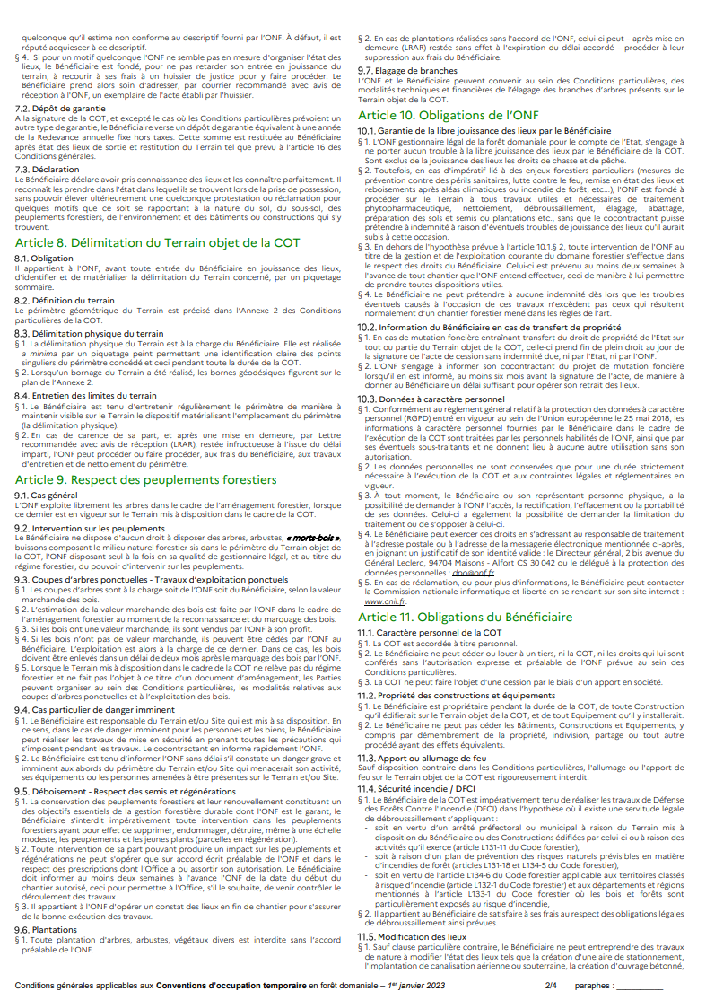 quelconque qu'il estime non conforme au descriptif fourni par l'ONF. À défaut, il est
réputé acquiescer à ce descriptif.
§ 4. Si pour un motif quelconque l'ONF ne semble pas en mesure d'organiser l'état des
lieux, le Bénéficiaire est fondé, pour ne pas retarder son entrée en jouissance du
terrain, à recourir à ses frais à un huissier de justice pour y faire procéder. Le
Bénéficiaire prend alors soin d'adresser, par courrier recommandé avec avis de
réception à l'ONF, un exemplaire de l'acte établi par l'huissier.
7.2. Dépôt de garantie
A la signature de la COT, et excepté le cas où les Conditions particulières prévoient un
autre type de garantie, le Bénéficiaire verse un dépôt de garantie équivalent à une année
de la Redevance annuelle fixe hors taxes. Cette somme est restituée au Bénéficiaire
après état des lieux de sortie et restitution du Terrain tel que prévu à l'article 16 des
Conditions générales.
7.3. Déclaration
Le Bénéficiaire déclare avoir pris connaissance des lieux et les connaître parfaitement. Il
reconnaît les prendre dans l'état dans lequel ils se trouvent lors de la prise de possession,
sans pouvoir élever ultérieurement une quelconque protestation ou réclamation pour
quelques motifs que ce soit se rapportant à la nature du sol, du sous-sol, des
peuplements forestiers, de l'environnement et des bâtiments ou constructions qui s'y
trouvent.
Article 8. Délimitation du Terrain objet de la COT
8.1. Obligation
Il appartient à l'ONF, avant toute entrée du Bénéficiaire en jouissance des lieux,
d'identifier et de matérialiser la délimitation du Terrain concerné, par un piquetage
sommaire.
8.2. Définition du terrain
Le périmètre géométrique du Terrain est précisé dans l'Annexe 2 des Conditions
particulières de la COT.
8.3. Délimitation physique du terrain
§ 1. La délimitation physique du Terrain est à la charge du Bénéficiaire. Elle est réalisée
a minima par un piquetage peint permettant une identification claire des points
singuliers du périmètre concédé et ceci pendant toute la durée de la COT.
§ 2. Lorsqu'un bornage du Terrain a été réalisé, les bornes géodésiques figurent sur le
plan de l'Annexe 2.
8.4. Entretien des limites du terrain
§ 1. Le Bénéficiaire est tenu d'entretenir régulièrement le périmètre de manière à
maintenir visible sur le Terrain le dispositif matérialisant l'emplacement du périmètre
(la délimitation physique).
§ 2. En cas de carence de sa part, et après une mise en demeure, par Lettre
recommandée avec avis de réception (LRAR), restée infructueuse à l'issue du délai
imparti, l'ONF peut procéder ou faire procéder, aux frais du Bénéficiaire, aux travaux
d'entretien et de nettoiement du périmètre.
Article 9. Respect des peuplements forestiers
9.1. Cas général
L'ONF exploite librement les arbres dans le cadre de l'aménagement forestier, lorsque
ce dernier est en vigueur sur le Terrain mis à disposition dans le cadre de la COT.
9.2. Intervention sur les peuplements
Le Bénéficiaire ne dispose d'aucun droit à disposer des arbres, arbustes, « morts-bois »,
buissons composant le milieu naturel forestier sis dans le périmètre du Terrain objet de
la COT, l'ONF disposant seul à la fois en sa qualité de gestionnaire légal, et au titre du
régime forestier, du pouvoir d'intervenir sur les peuplements.
9.3. Coupes d'arbres ponctuelles - Travaux d'exploitation ponctuels
§ 1. Les coupes d'arbres sont à la charge soit de l'ONF soit du Bénéficiaire, selon la valeur
marchande des bois.
§ 2. L'estimation de la valeur marchande des bois est faite par l'ONF dans le cadre de
l'aménagement forestier au moment de la reconnaissance et du marquage des bois.
§ 3. Si les bois ont une valeur marchande, ils sont vendus par l'ONF à son profit.
§ 4. Si les bois n'ont pas de valeur marchande, ils peuvent être cédés par l'ONF au
Bénéficiaire. L'exploitation est alors à la charge de ce dernier. Dans ce cas, les bois
doivent être enlevés dans un délai de deux mois après le marquage des bois par l'ONF.
§ 5. Lorsque le Terrain mis à disposition dans le cadre de la COT ne relève pas du régime
forestier et ne fait pas l'objet à ce titre d'un document d'aménagement, les Parties
peuvent organiser au sein des Conditions particulières, les modalités relatives aux
coupes d'arbres ponctuelles et à l'exploitation des bois.
9.4. Cas particulier de danger imminent
§ 1. Le Bénéficiaire est responsable du Terrain et/ou Site qui est mis à sa disposition. En
ce sens, dans le cas de danger imminent pour les personnes et les biens, le Bénéficiaire
peut réaliser les travaux de mise en sécurité en prenant toutes les précautions qui
s'imposent pendant les travaux. Le cocontractant en informe rapidement l'ONF.
§ 2. Le Bénéficiaire est tenu d'informer l'ONF sans délai s'il constate un danger grave et
imminent aux abords du périmètre du Terrain et/ou Site qui menacerait son activité,
ses équipements ou les personnes amenées à être présentes sur le Terrain et/ou Site.
9.5. Déboisement - Respect des semis et régénérations
§ 1. La conservation des peuplements forestiers et leur renouvellement constituant un
des objectifs essentiels de la gestion forestière durable dont l'ONF est le garant, le
Bénéficiaire s'interdit impérativement toute intervention dans les peuplements
forestiers ayant pour effet de supprimer, endommager, détruire, même à une échelle
modeste, les peuplements et les jeunes plants (parcelles en régénération).
§ 2. Toute intervention de sa part pouvant produire un impact sur les peuplements et
régénérations ne peut s'opérer que sur accord écrit préalable de l'ONF et dans le
respect des prescriptions dont l'Office a pu assortir son autorisation. Le Bénéficiaire
doit informer au moins deux semaines à l'avance l'ONF de la date du début du
chantier autorisé, ceci pour permettre à l'Office, s'il le souhaite, de venir contrôler le
déroulement des travaux.
§ 3. Il appartient à l'ONF d'opérer un constat des lieux en fin de chantier pour s'assurer
de la bonne exécution des travaux.
9.6. Plantations
§ 1. Toute plantation d'arbres, arbustes, végétaux divers est interdite sans l'accord
préalable de l'ONF.
§ 2. En cas de plantations réalisées sans l'accord de l'ONF, celui-ci peut – après mise en
demeure (LRAR) restée sans effet à l'expiration du délai accordé – procéder à leur
suppression aux frais du Bénéficiaire.
9.7. Elagage de branches
L'ONF et le Bénéficiaire peuvent convenir au sein des Conditions particulières, des
modalités techniques et financières de l'élagage des branches d'arbres présents sur le
Terrain objet de la COT.
Article 10. Obligations de l'ONF
10.1. Garantie de la libre jouissance des lieux par le Bénéficiaire
§ 1. L'ONF gestionnaire légal de la forêt domaniale pour le compte de l'Etat, s'engage à
ne porter aucun trouble à la libre jouissance des lieux par le Bénéficiaire de la COT.
Sont exclus de la jouissance des lieux les droits de chasse et de pêche.
§ 2. Toutefois, en cas d'impératif lié à des enjeux forestiers particuliers (mesures de
prévention contre des périls sanitaires, lutte contre le feu, remise en état des lieux et
reboisements après aléas climatiques ou incendie de forêt, etc...), l'ONF est fondé à
procéder sur le Terrain à tous travaux utiles et nécessaires de traitement
phytopharmaceutique, nettoiement, débroussaillement, élagage, abattage,
préparation des sols et semis ou plantations etc., sans que le cocontractant puisse
prétendre à indemnité à raison d'éventuels troubles de jouissance des lieux qu'il aurait
subis à cette occasion.
§ 3. En dehors de l'hypothèse prévue à l'article 10.1.§ 2, toute intervention de l'ONF au
titre de la gestion et de l'exploitation courante du domaine forestier s'effectue dans
le respect des droits du Bénéficiaire. Celui-ci est prévenu au moins deux semaines à
l'avance de tout chantier que l'ONF entend effectuer, ceci de manière à lui permettre
de prendre toutes dispositions utiles.
§ 4. Le Bénéficiaire ne peut prétendre à aucune indemnité dès lors que les troubles
éventuels causés à l'occasion de ces travaux n'excèdent pas ceux qui résultent
normalement d'un chantier forestier mené dans les règles de l'art.
10.2. Information du Bénéficiaire en cas de transfert de propriété
§ 1. En cas de mutation foncière entraînant transfert du droit de propriété de l'Etat sur
tout ou partie du Terrain objet de la COT, celle-ci prend fin de plein droit au jour de
la signature de l'acte de cession sans indemnité due, ni par l'Etat, ni par l'ONF.
§ 2. L'ONF s'engage à informer son cocontractant du projet de mutation foncière
lorsqu'il en est informé, au moins six mois avant la signature de l'acte, de manière à
donner au Bénéficiaire un délai suffisant pour opérer son retrait des lieux.
10.3. Données à caractère personnel
§ 1. Conformément au règlement général relatif à la protection des données à caractère
personnel (RGPD) entré en vigueur au sein de l'Union européenne le 25 mai 2018, les
informations à caractère personnel fournies par le Bénéficiaire dans le cadre de
l'exécution de la COT sont traitées par les personnels habilités de l'ONF, ainsi que par
ses éventuels sous-traitants et ne donnent lieu à aucune autre utilisation sans son
autorisation.
§ 2. Les données personnelles ne sont conservées que pour une durée strictement
nécessaire à l'exécution de la COT et aux contraintes légales et réglementaires en
vigueur.
§ 3. À tout moment, le Bénéficiaire ou son représentant personne physique, a la
possibilité de demander à l'ONF l'accès, la rectification, l'effacement ou la portabilité
de ses données. Celui-ci a également la possibilité de demander la limitation du
traitement ou de s'opposer à celui-ci.
§ 4. Le Bénéficiaire peut exercer ces droits en s'adressant au responsable de traitement
à l'adresse postale ou à l'adresse de la messagerie électronique mentionnée ci-après,
en joignant un justificatif de son identité valide : le Directeur général, 2 bis avenue du
Général Leclerc, 94704 Maisons - Alfort CS 30 042 ou le délégué à la protection des
données personnelles : dpo@onf.fr.
§ 5. En cas de réclamation, ou pour plus d'informations, le Bénéficiaire peut contacter
la Commission nationale informatique et liberté en se rendant sur son site internet :
www.cnil.fr.
Article 11. Obligations du Bénéficiaire
11.1. Caractère personnel de la COT
§ 1. La COT est accordée à titre personnel.
§ 2. Le Bénéficiaire ne peut céder ou louer à un tiers, ni la COT, ni les droits qui lui sont
conférés sans l'autorisation expresse et préalable de l'ONF prévue au sein des
Conditions particulières.
§ 3. La COT ne peut faire l'objet d'une cession par le biais d'un apport en société.
11.2. Propriété des constructions et équipements
§ 1. Le Bénéficiaire est propriétaire pendant la durée de la COT, de toute Construction
qu'il édifierait sur le Terrain objet de la COT, et de tout Equipement qu'il y installerait.
§ 2. Le Bénéficiaire ne peut pas céder les Bâtiments, Constructions et Equipements, y
compris par démembrement de la propriété, indivision, partage ou tout autre
procédé ayant des effets équivalents.
11.3. Apport ou allumage de feu
Sauf disposition contraire dans les Conditions particulières, l'allumage ou l'apport de
feu sur le Terrain objet de la COT est rigoureusement interdit.
11.4. Sécurité incendie / DFCI
§ 1. Le Bénéficiaire de la COT est impérativement tenu de réaliser les travaux de Défense
des Forêts Contre l'Incendie (DFCI) dans l'hypothèse où il existe une servitude légale
de débroussaillement s'appliquant :
- soit en vertu d'un arrêté préfectoral ou municipal à raison du Terrain mis à
disposition du Bénéficiaire ou des Constructions édifiées par celui-ci ou à raison des
activités qu'il exerce (article L131-11 du Code forestier),
- soit à raison d'un plan de prévention des risques naturels prévisibles en matière
d'incendies de forêt (articles L131-18 et L134-5 du Code forestier),
- soit en vertu de l'article L134-6 du Code forestier applicable aux territoires classés
à risque d'incendie (article L132-1 du Code forestier) et aux départements et régions
mentionnés à l'article L133-1 du Code forestier où les bois et forêts sont
particulièrement exposés au risque d'incendie,
§ 2. Il appartient au Bénéficiaire de satisfaire à ses frais au respect des obligations légales
de débroussaillement ainsi prévues.
11.5. Modification des lieux
§ 1. Sauf clause particulière contraire, le Bénéficiaire ne peut entreprendre des travaux
de nature à modifier l'état des lieux tels que la création d'une aire de stationnement,
l'implantation de canalisation aérienne ou souterraine, la création d'ouvrage bétonné,
Conditions générales applicables aux Conventions d'occupation temporaire en forêt domaniale – 1er janvier 2023 2/4 paraphes : __________